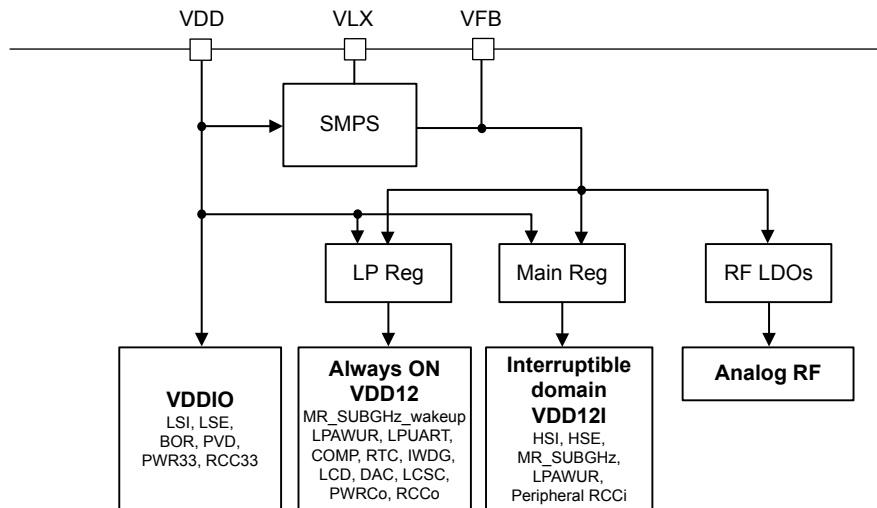 VDD VLX VFB
SMPS
LP Reg Main Reg RF LDOs
VDDIO
LSI, LSE,
BOR, PVD,
PWR33, RCC33
Always ON
VDD12
MR_SUBGHz_wakeup
LPAWUR, LPUART,
COMP, RTC, IWDG,
LCD, DAC, LCSC,
PWRCo, RCCo
Interruptible
domain
VDD12I
HSI, HSE,
MR_SUBGHz,
LPAWUR,
Peripheral RCCi
Analog RF